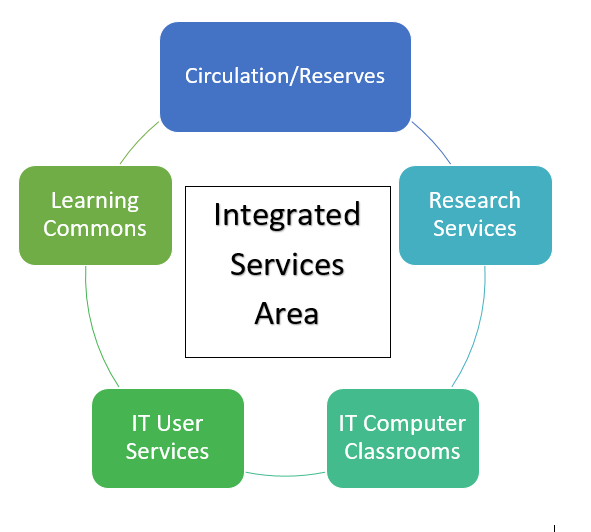 Circulation/Reserves
Learning
Commons
Integrated
Services
Area
Research
Services
IT User
Services
IT Computer
Classrooms